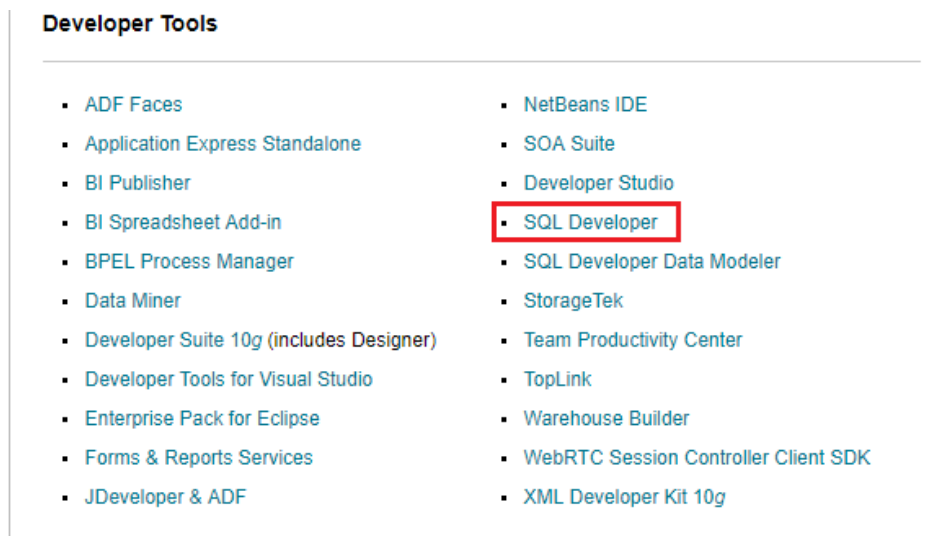 Developer Tools
ADF Faces
Application Express Standalone
BI Publisher
BI Spreadsheet Add-in
BPEL Process Manager
Data Miner
Developer Suite 10g (includes Designer)
Developer Tools for Visual Studio
Enterprise Pack for Eclipse
Forms & Reports Services
JDeveloper & ADF
NetBeans IDE
SOA Suite
Developer Studio
SQL Developer
SQL Developer Data Modeler
StorageTek
Team Productivity Center
TopLink
Warehouse Builder
WebRTC Session Controller Client SDK
XML Developer Kit 10g